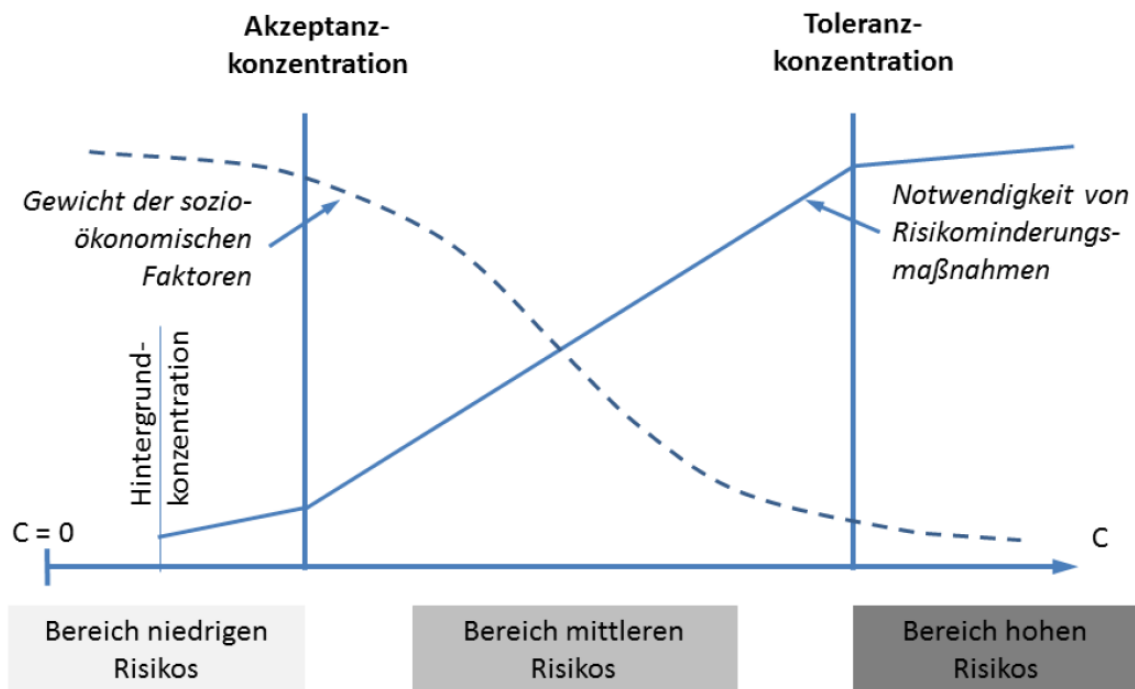 Akzeptanz-
konzentration
Toleranz-
konzentration
Gewicht der sozio-
ökonomischen
Faktoren
Notwendigkeit von
Risikominderungs-
maßnahmen
Hintergrund-
konzentration
C = 0
C
Bereich niedrigen
Risikos
Bereich mittleren
Risikos
Bereich hohen
Risikos